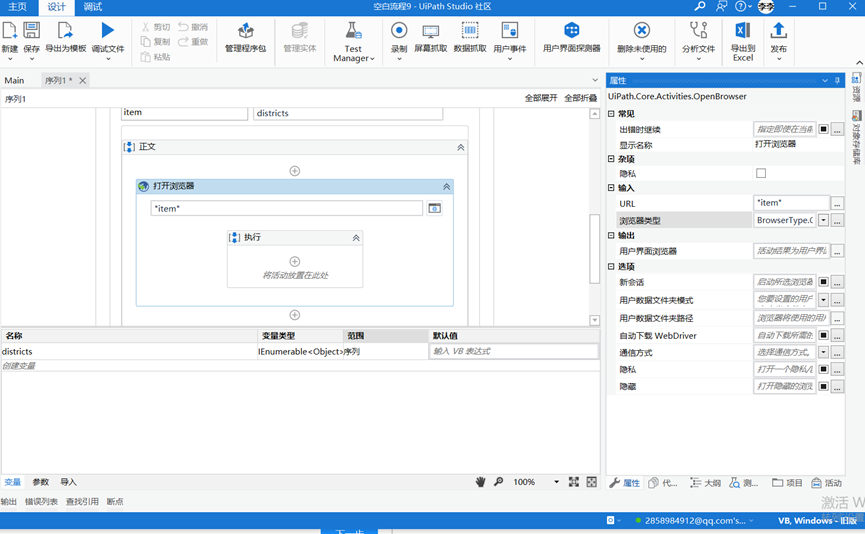 主页 设计 调试 空白流程9 - UiPath Studio 社区
剪切 撤消
复制 重做
粘贴
新建 保存 导出为模板 调试文件 管理程序包 管理实体 Test Manager 录制 屏幕抓取 数据抓取 用户事件 用户界面探测器 删除未使用的 分析文件 导出到 Excel 发布
Main 序列1 *
序列1 全部展开 全部折叠
item districts
正文
打开浏览器
"item"
执行
将活动放置在此处
名称 变量类型 范围 默认值
districts IEnumerable<Object> 序列 输入 VB 表达式
创建变量
变量 参数 导入 100%
输出 错误列表 查找引用 断点
属性
UiPath.Core.Activities.OpenBrowser
常见
出错时继续 指定即使在当前
显示名称 打开浏览器
杂项
隐私
输入
URL "item"
浏览器类型 BrowserType.C
输出
用户界面浏览器 活动结果为用户界面
选项
新会话 启动所选浏览器
用户数据文件夹模式 您要设置的用户
用户数据文件夹路径 浏览器将使用的用户
自动下载 WebDriver 自动下载所需的
通信方式 选择通信方式。
隐私 打开一个隐私/
隐藏 打开隐藏的浏览
属性 代... 大纲 测... 项目 活动
激活 W
2858984912@qq.com's... VB, Windows - 旧版
下一步